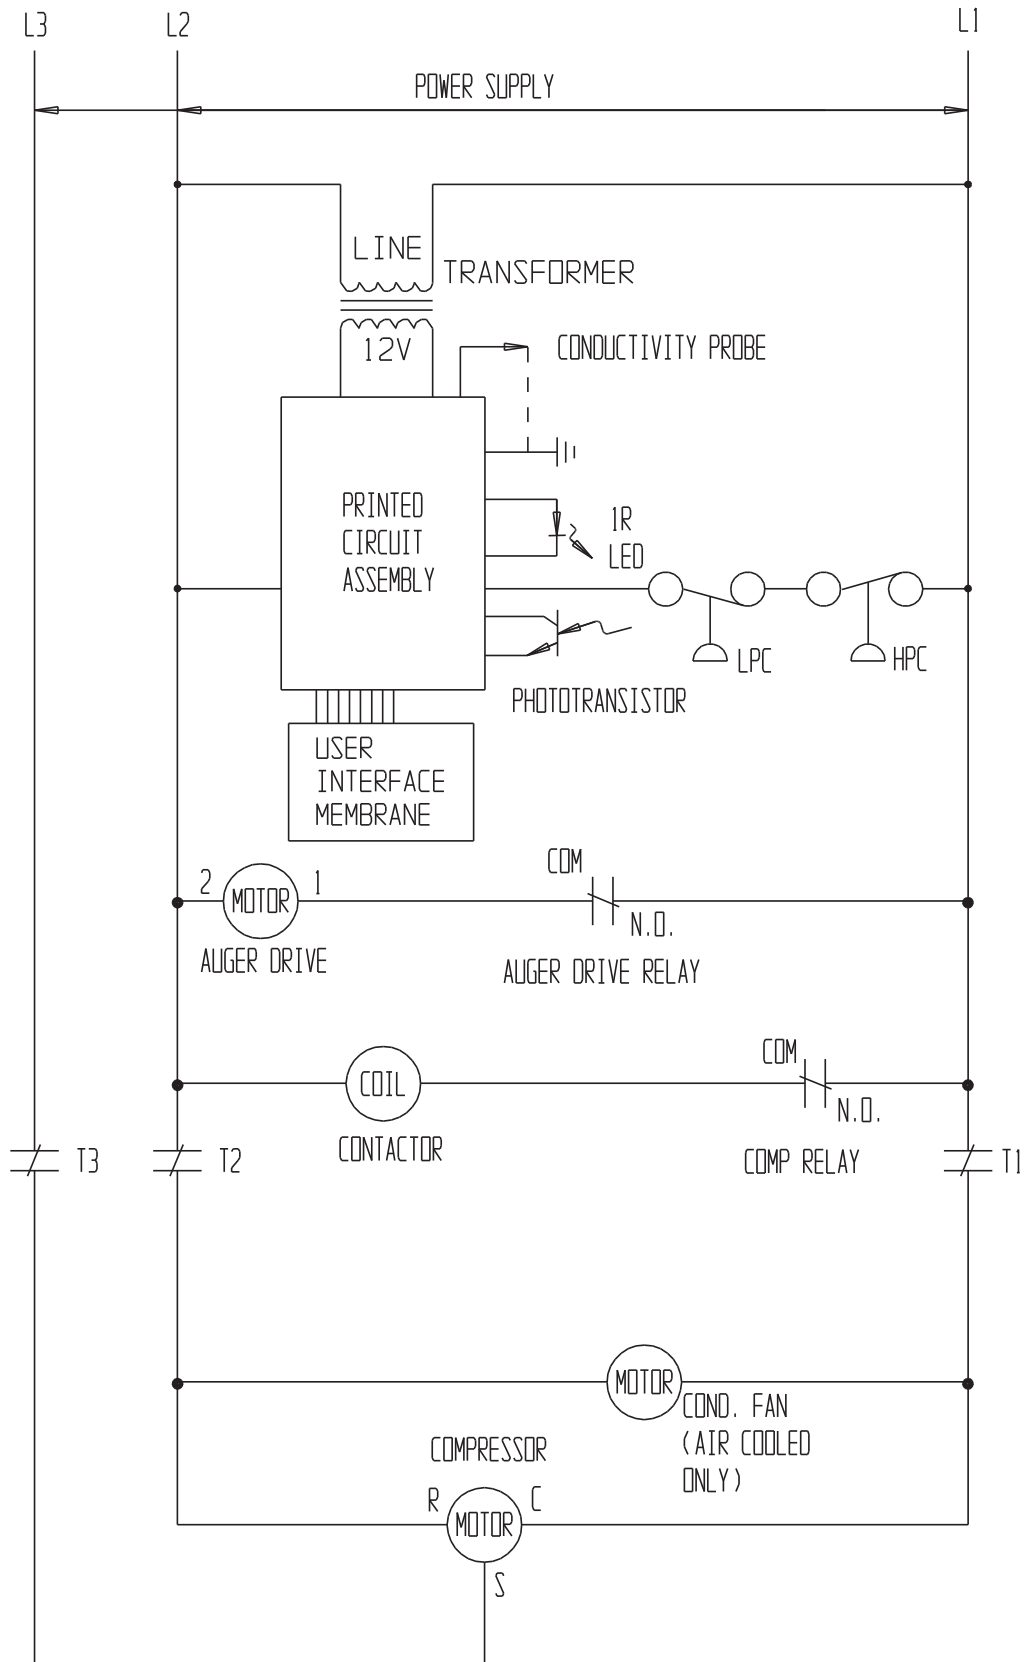 L3
L2
L1
POWER SUPPLY
LINE
TRANSFORMER
12V
CONDUCTIVITY PROBE
PRINTED
CIRCUIT
ASSEMBLY
1R
LED
LPC
HPC
PHOTOTRANSISTOR
USER
INTERFACE
MEMBRANE
2
MOTOR
1
COM
N.O.
AUGER DRIVE
AUGER DRIVE RELAY
COIL
COM
N.O.
CONTACTOR
COMP RELAY
T3
T2
T1
MOTOR
COND. FAN
(AIR COOLED
ONLY)
COMPRESSOR
R
MOTOR
C
S